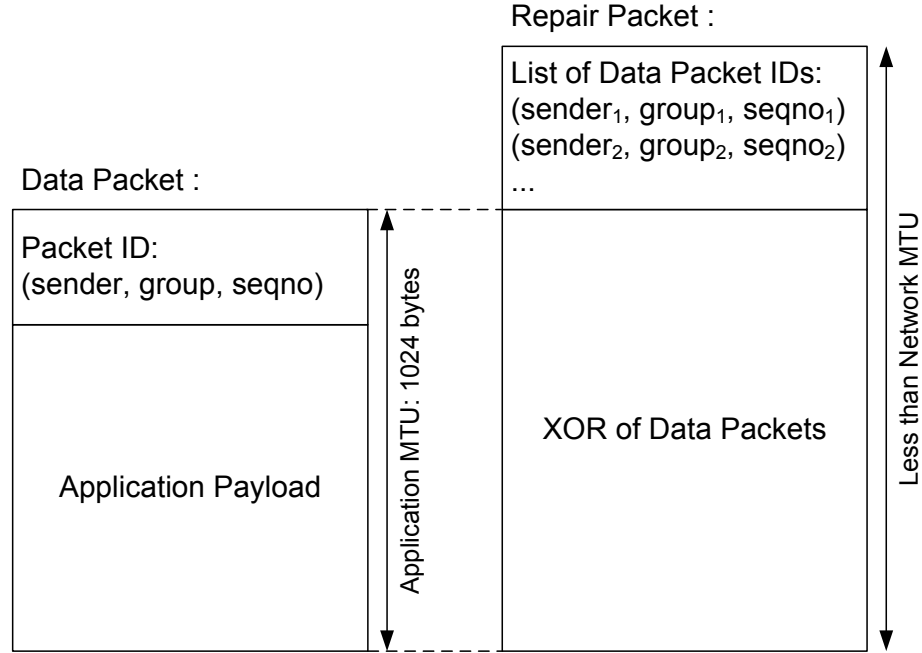 Repair Packet :
List of Data Packet IDs:
(sender₁, group₁, seqno₁)
(sender₂, group₂, seqno₂)
...
Data Packet :
Packet ID:
(sender, group, seqno)
Application Payload
Application MTU: 1024 bytes
XOR of Data Packets
Less than Network MTU